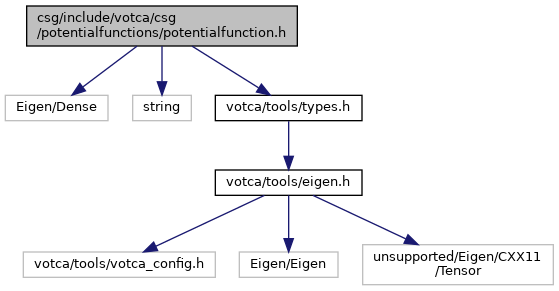 csg/include/votca/csg
/potentialfunctions/potentialfunction.h
Eigen/Dense
string
votca/tools/types.h
votca/tools/eigen.h
votca/tools/votca_config.h
Eigen/Eigen
unsupported/Eigen/CXX11
/Tensor